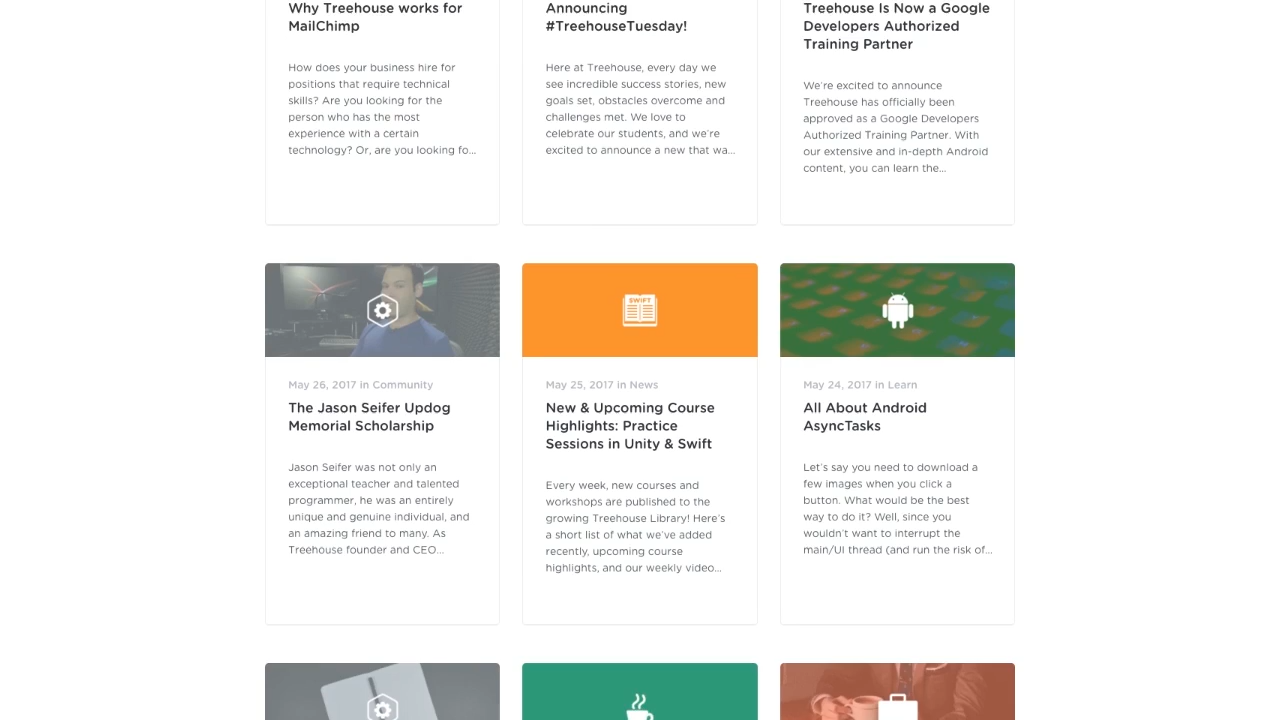 Why Treehouse works for
MailChimp
How does your business hire for
positions that require technical
skills? Are you looking for the
person who has the most
experience with a certain
technology? Or, are you looking fo...
Announcing
#TreehouseTuesday!
Here at Treehouse, every day we
see incredible success stories, new
goals set, obstacles overcome and
challenges met. We love to
celebrate our students, and we're
excited to announce a new that wa...
Treehouse Is Now a Google
Developers Authorized
Training Partner
We're excited to announce
Treehouse has officially been
approved as a Google Developers
Authorized Training Partner. With
our extensive and in-depth Android
content, you can learn the...
May 26, 2017 in Community
The Jason Seifer Updog
Memorial Scholarship
Jason Seifer was not only an
exceptional teacher and talented
programmer, he was an entirely
unique and genuine individual, and
an amazing friend to many. As
Treehouse founder and CEO...
SWIFT
May 25, 2017 in News
New & Upcoming Course
Highlights: Practice
Sessions in Unity & Swift
Every week, new courses and
workshops are published to the
growing Treehouse Library! Here's
a short list of what we've added
recently, upcoming course
highlights, and our weekly video...
May 24, 2017 in Learn
All About Android
AsyncTasks
Let's say you need to download a
few images when you click a
button. What would be the best
way to do it? Well, since you
wouldn't want to interrupt the
main/UI thread (and run the risk of...